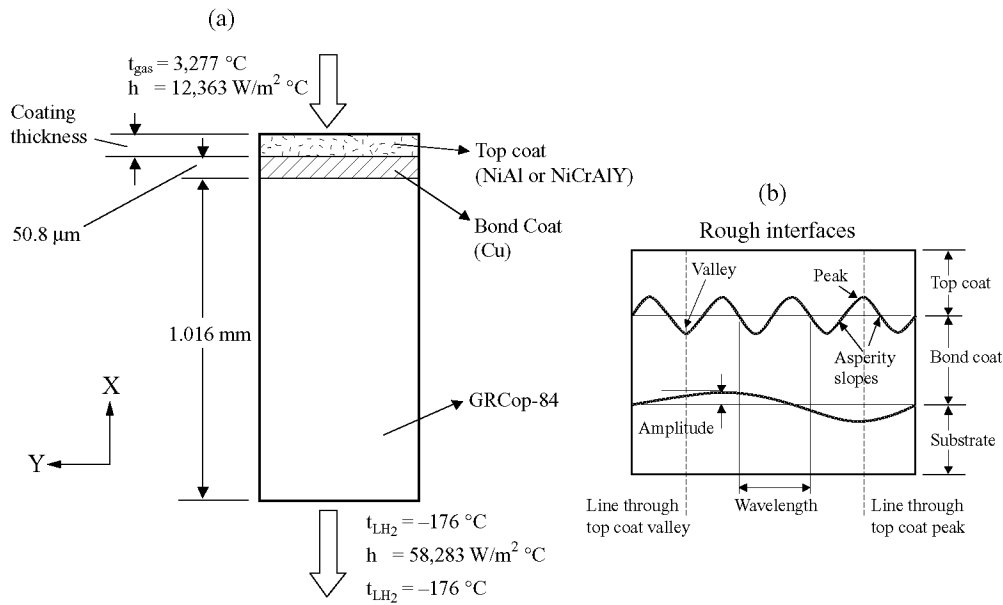 (a)
t_gas = 3,277 °C
h = 12,363 W/m² °C
Coating
thickness
Top coat
(NiAl or NiCrAlY)
50.8 µm
Bond Coat
(Cu)
1.016 mm
GRCop-84
X
Y
t_LH₂ = –176 °C
h = 58,283 W/m² °C
t_LH₂ = –176 °C
(b)
Rough interfaces
Valley
Peak
Top coat
Asperity
slopes
Bond coat
Amplitude
Substrate
Wavelength
Line through
top coat valley
Line through
top coat peak